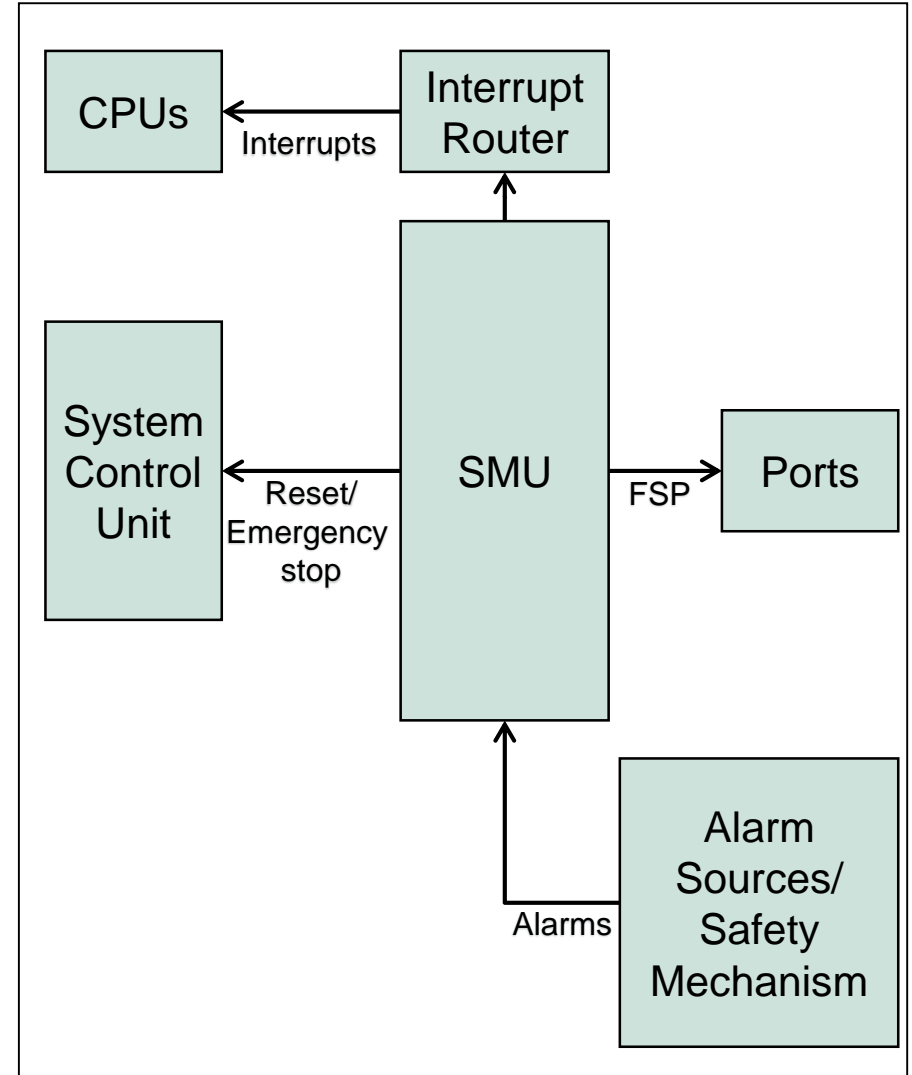 CPUs
Interrupts
Interrupt
Router
System
Control
Unit
Reset/
Emergency
stop
SMU
FSP
Ports
Alarms
Alarm
Sources/
Safety
Mechanism